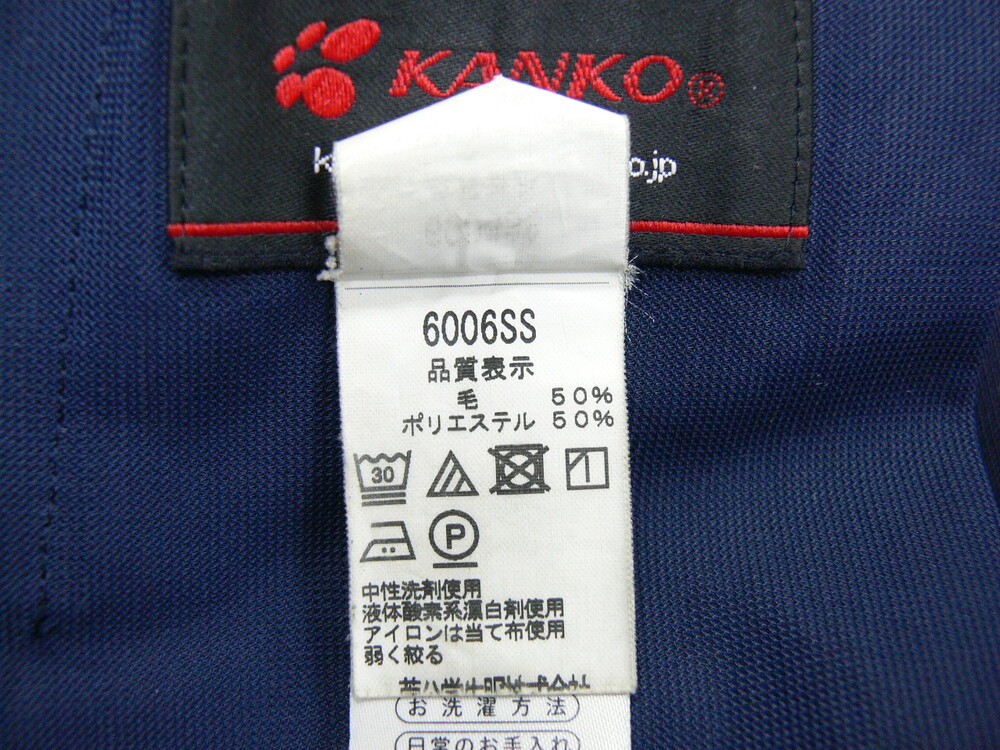 KANKO®
o.jp
6006SS
品質表示
毛 50%
ポリエステル 50%
30
P
中性洗剤使用
液体酸素系漂白剤使用
アイロンは当て布使用
弱く絞る
お洗濯方法
日常のお手入れ